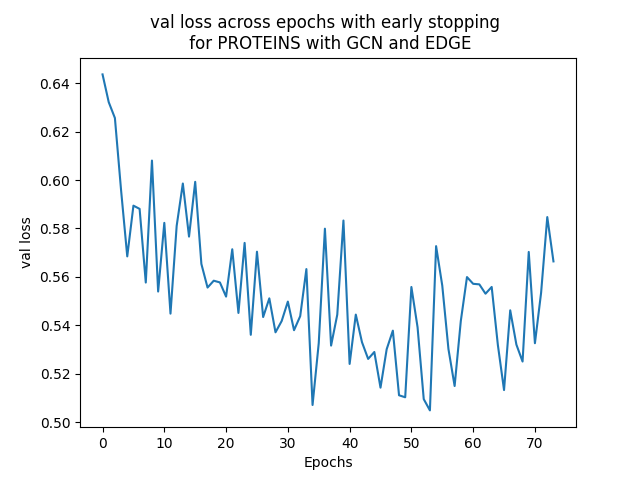 val loss across epochs with early stopping
for PROTEINS with GCN and EDGE
0.64
0.62
0.60
0.58
0.56
0.54
0.52
0.50
val loss
0 10 20 30 40 50 60 70
Epochs